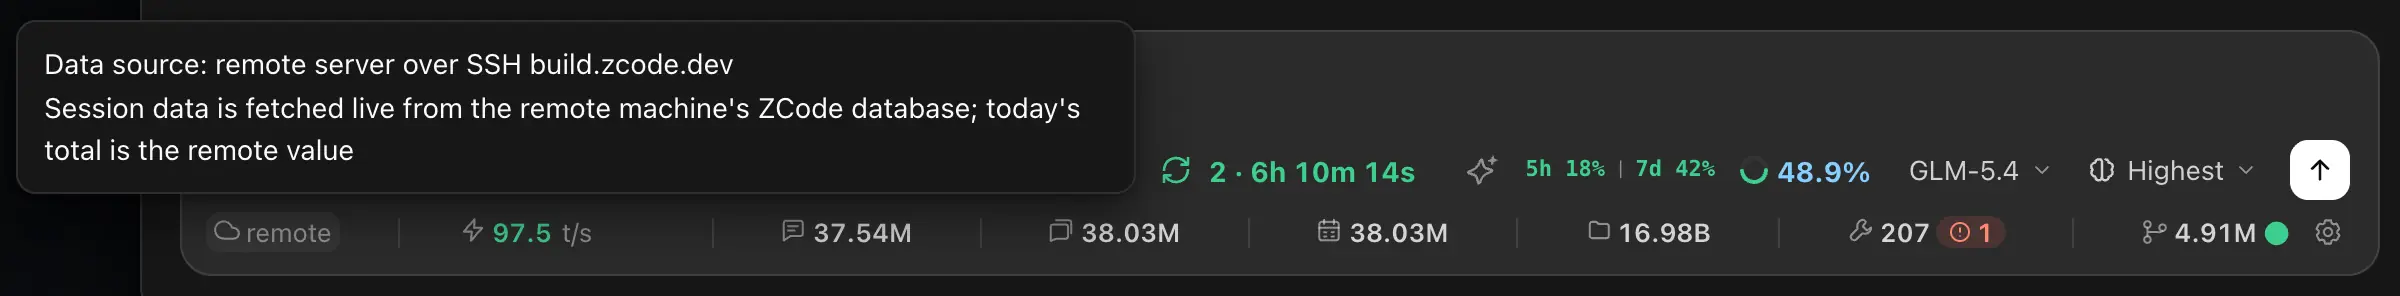 Data source: remote server over SSH build.zcode.dev
Session data is fetched live from the remote machine's ZCode database; today's
total is the remote value
2 · 6h 10m 14s 5h 18% | 7d 42% 48.9% GLM-5.4 Highest
remote 97.5 t/s 37.54M 38.03M 38.03M 16.98B 207 1 4.91M